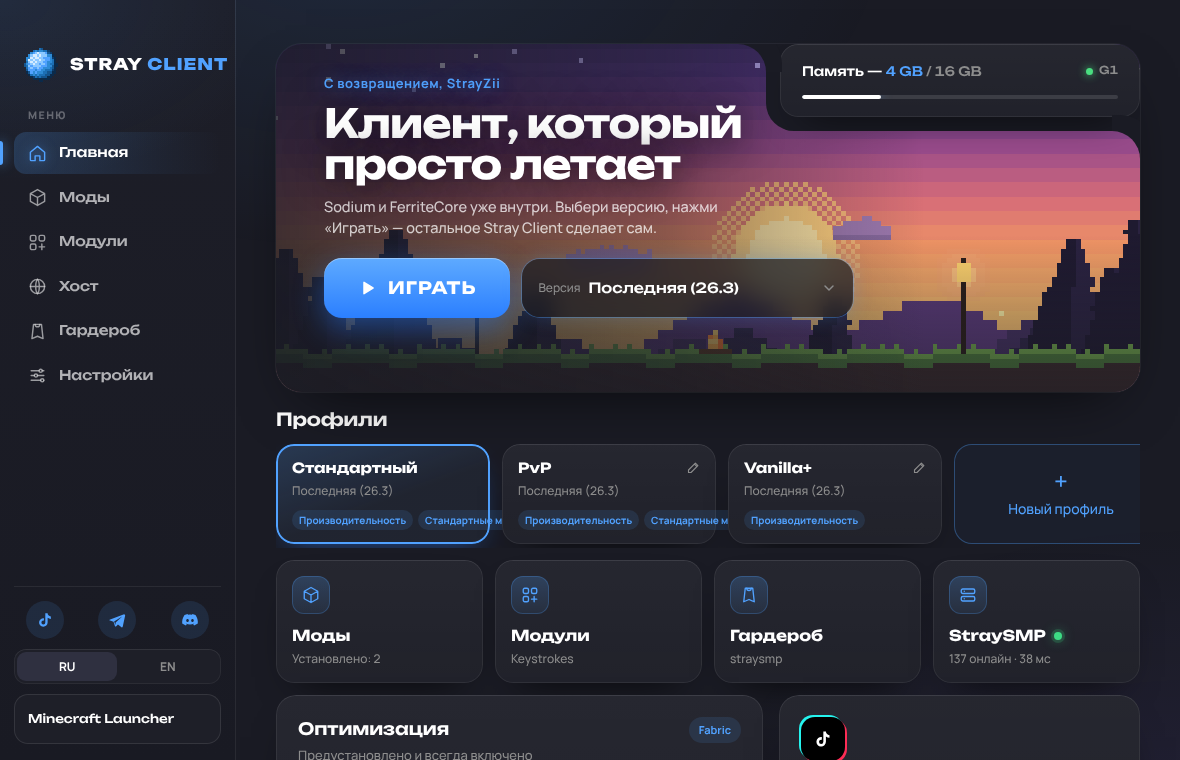 STRAY CLIENT
МЕНЮ
Главная
Моды
Модули
Хост
Гардероб
Настройки
RU
EN
Minecraft Launcher
С возвращением, StrayZii
Клиент, который
просто летает
Sodium и FerriteCore уже внутри. Выбери версию, нажми
«Играть» — остальное Stray Client сделает сам.
ИГРАТЬ
Версия Последняя (26.3)
Память — 4 GB / 16 GB
G1
Профили
Стандартный
Последняя (26.3)
Производительность
Стандартные м
PvP
Последняя (26.3)
Производительность
Стандартные м
Vanilla+
Последняя (26.3)
Производительность
+
Новый профиль
Моды
Установлено: 2
Модули
Keystrokes
Гардероб
straysmp
StraySMP
137 онлайн · 38 мс
Оптимизация
Fabric
Предустановлено и всегда включено